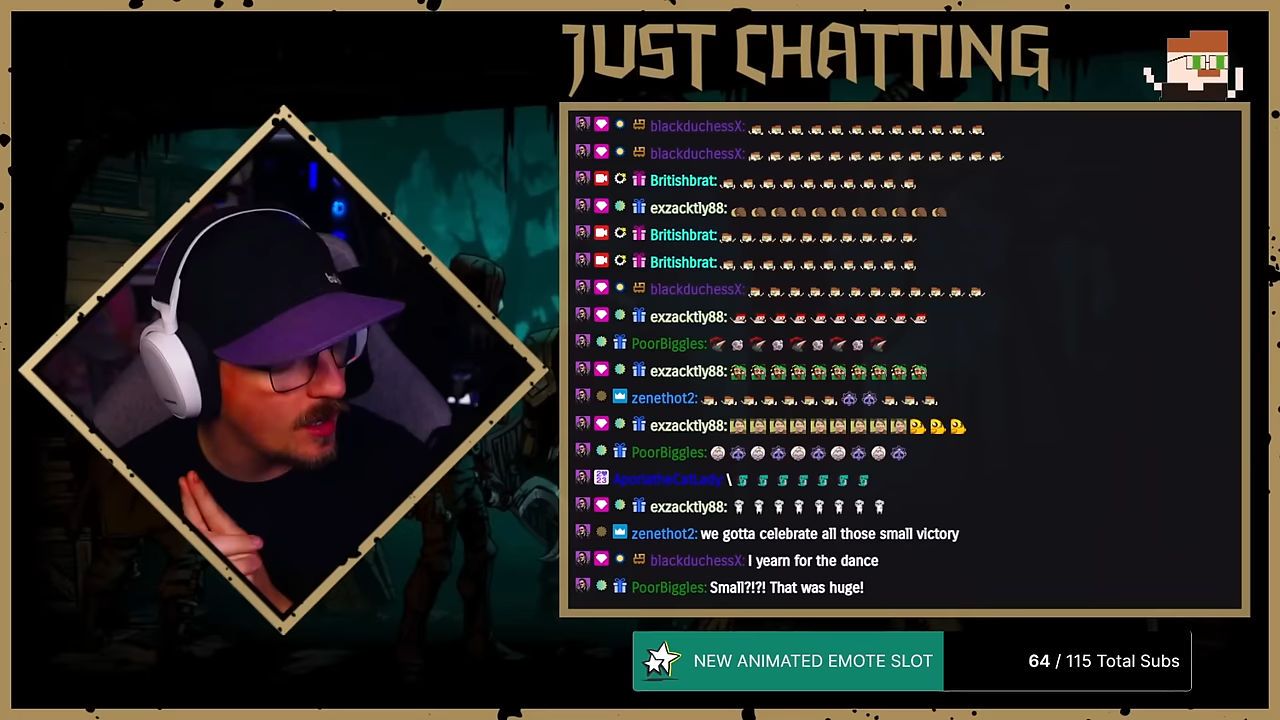 JUST CHATTING
blackduchessX:
blackduchessX:
Britishbrat:
exzacktly88:
Britishbrat:
Britishbrat:
blackduchessX:
exzacktly88:
PoorBiggles:
exzacktly88:
zenethot2:
exzacktly88:
PoorBiggles:
AporiatheCatLady: \
exzacktly88:
zenethot2: we gotta celebrate all those small victory
blackduchessX: I yearn for the dance
PoorBiggles: Small?!?! That was huge!
NEW ANIMATED EMOTE SLOT 64 / 115 Total Subs